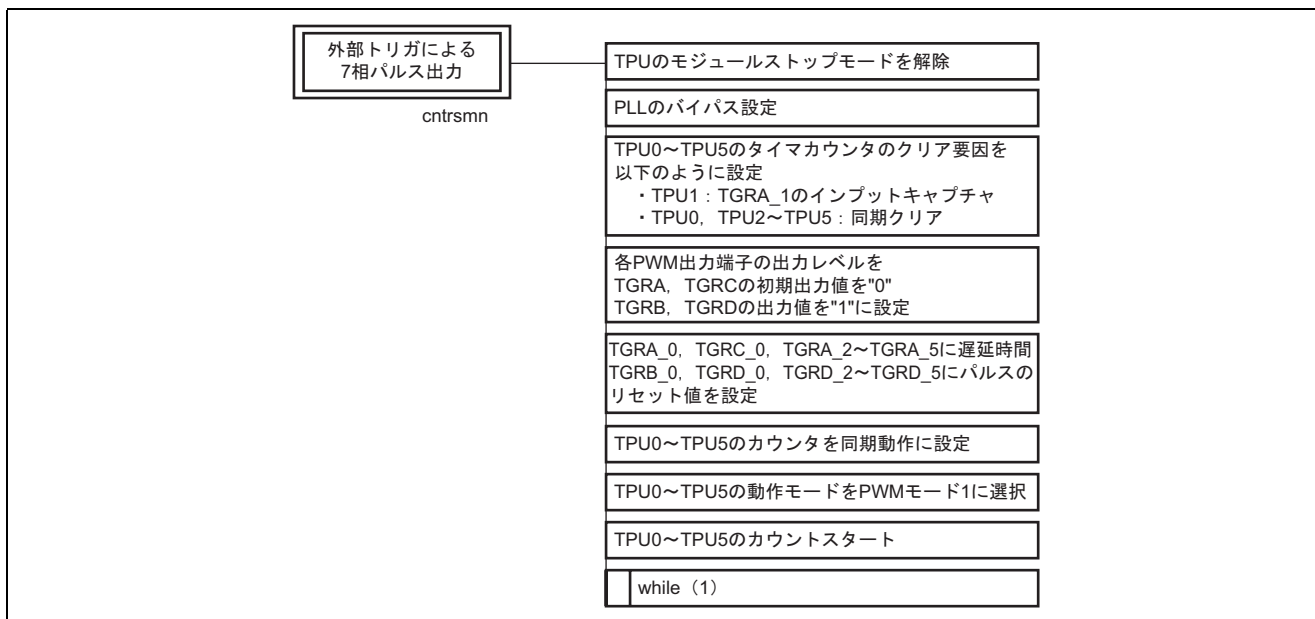 外部トリガによる
7相パルス出力
cntrsmn
TPUのモジュールストップモードを解除
PLLのバイパス設定
TPU0～TPU5のタイマカウンタのクリア要因を
以下のように設定
・TPU1：TGRA_1のインプットキャプチャ
・TPU0，TPU2～TPU5：同期クリア
各PWM出力端子の出力レベルを
TGRA，TGRCの初期出力値を"0"
TGRB，TGRDの出力値を"1"に設定
TGRA_0，TGRC_0，TGRA_2～TGRA_5に遅延時間
TGRB_0，TGRD_0，TGRD_2～TGRD_5にパルスの
リセット値を設定
TPU0～TPU5のカウンタを同期動作に設定
TPU0～TPU5の動作モードをPWMモード1に選択
TPU0～TPU5のカウントスタート
while（1）